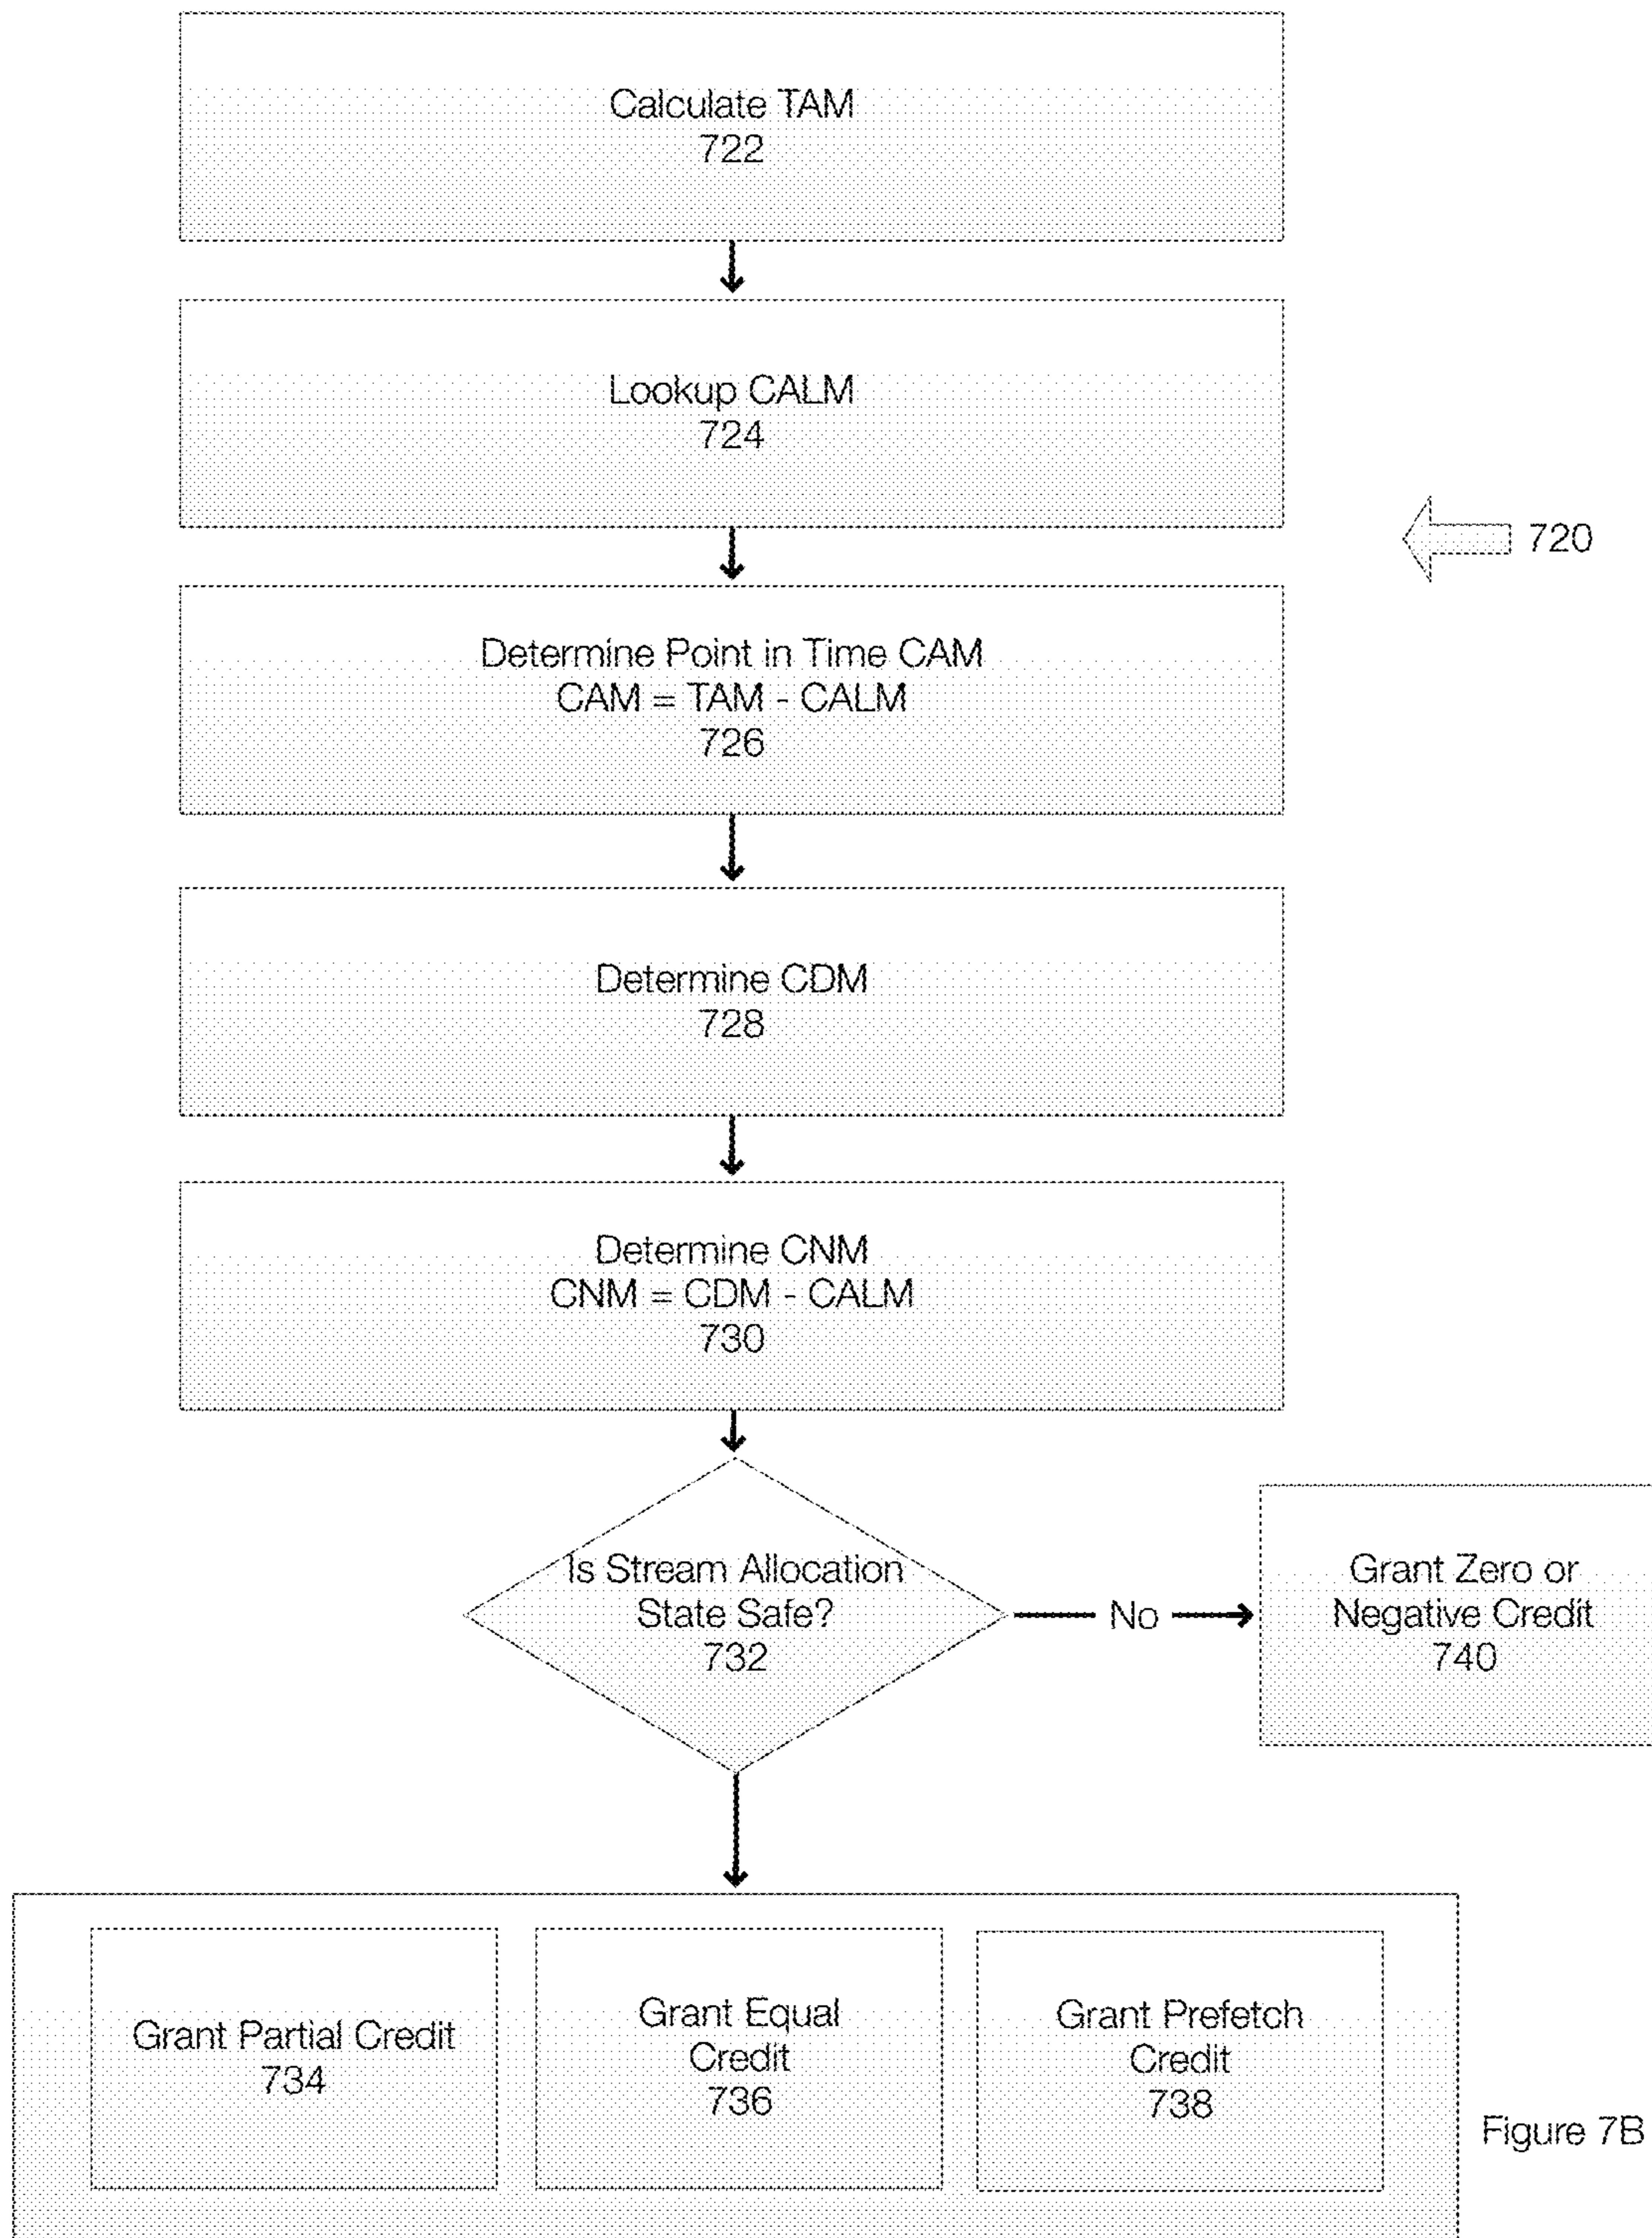 Calculate TAM
722
Lookup CALM
724
720
Determine Point in Time CAM
CAM = TAM - CALM
726
Determine CDM
728
Determine CNM
CNM = CDM - CALM
730
Is Stream Allocation
State Safe?
732
No
Grant Zero or
Negative Credit
740
Grant Partial Credit
734
Grant Equal
Credit
736
Grant Prefetch
Credit
738
Figure 7B